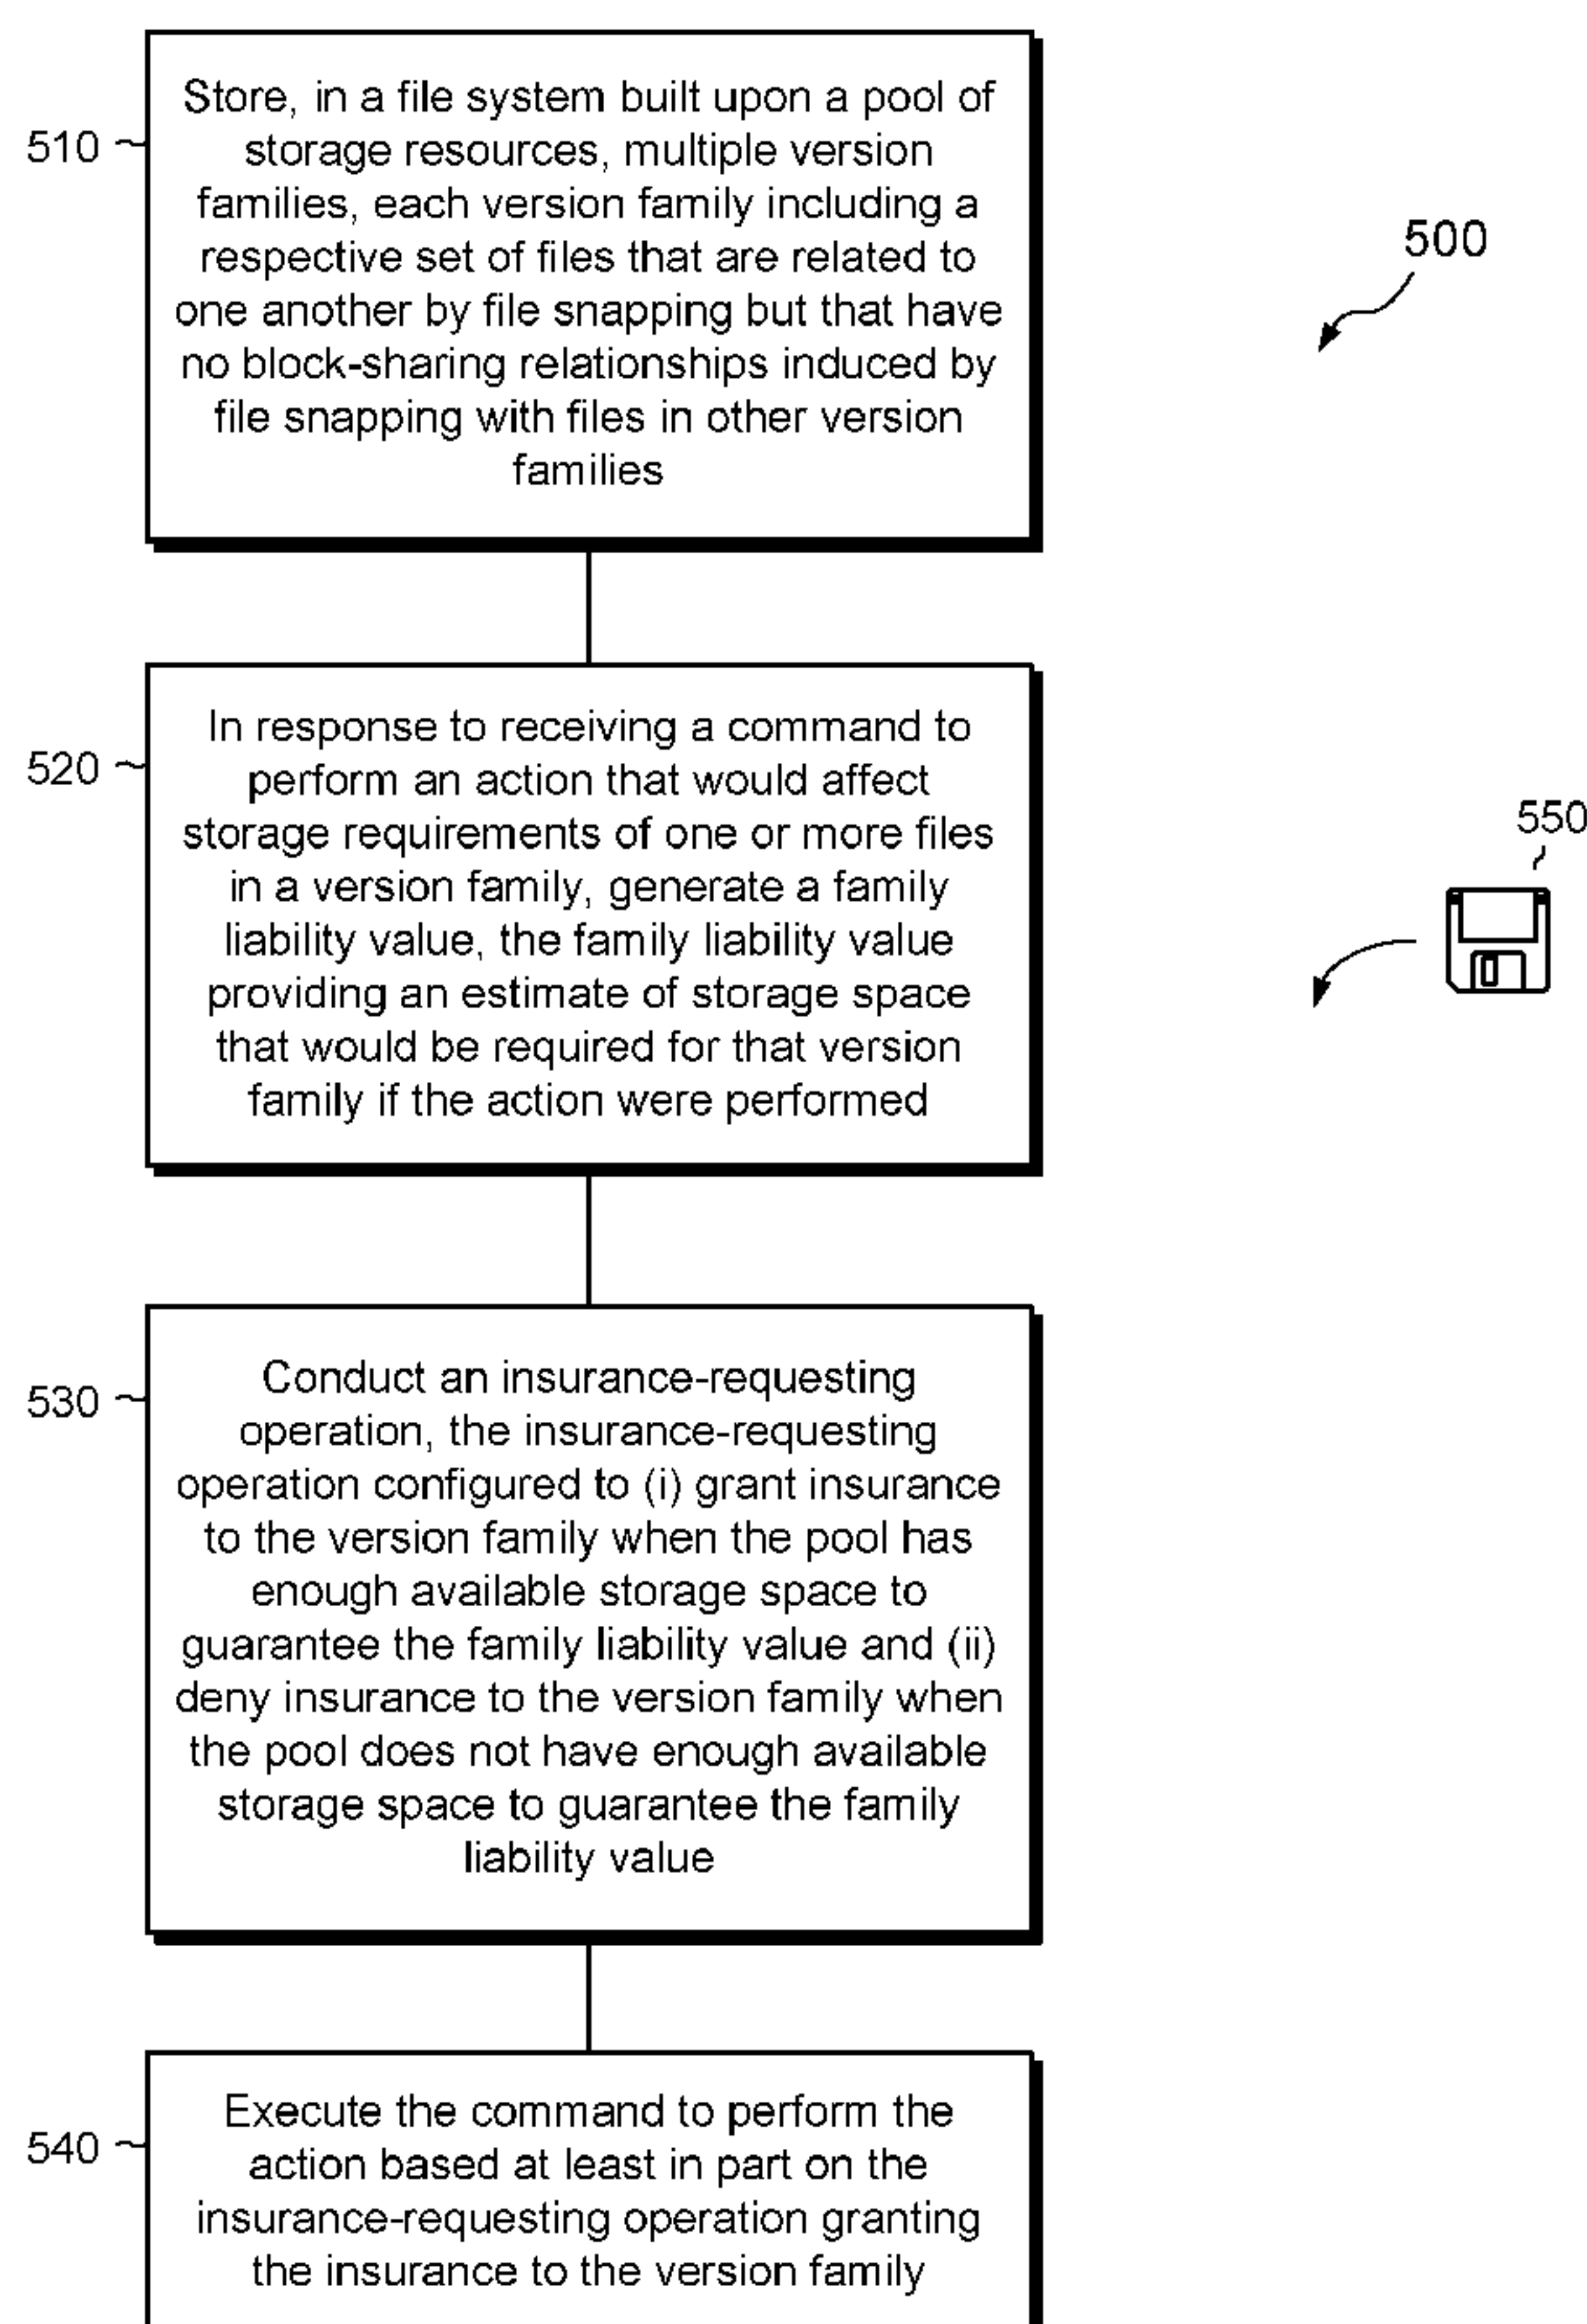 510
Store, in a file system built upon a pool of
storage resources, multiple version
families, each version family including a
respective set of files that are related to
one another by file snapping but that have
no block-sharing relationships induced by
file snapping with files in other version
families
500
520
In response to receiving a command to
perform an action that would affect
storage requirements of one or more files
in a version family, generate a family
liability value, the family liability value
providing an estimate of storage space
that would be required for that version
family if the action were performed
550
530
Conduct an insurance-requesting
operation, the insurance-requesting
operation configured to (i) grant insurance
to the version family when the pool has
enough available storage space to
guarantee the family liability value and (ii)
deny insurance to the version family when
the pool does not have enough available
storage space to guarantee the family
liability value
540
Execute the command to perform the
action based at least in part on the
insurance-requesting operation granting
the insurance to the version family